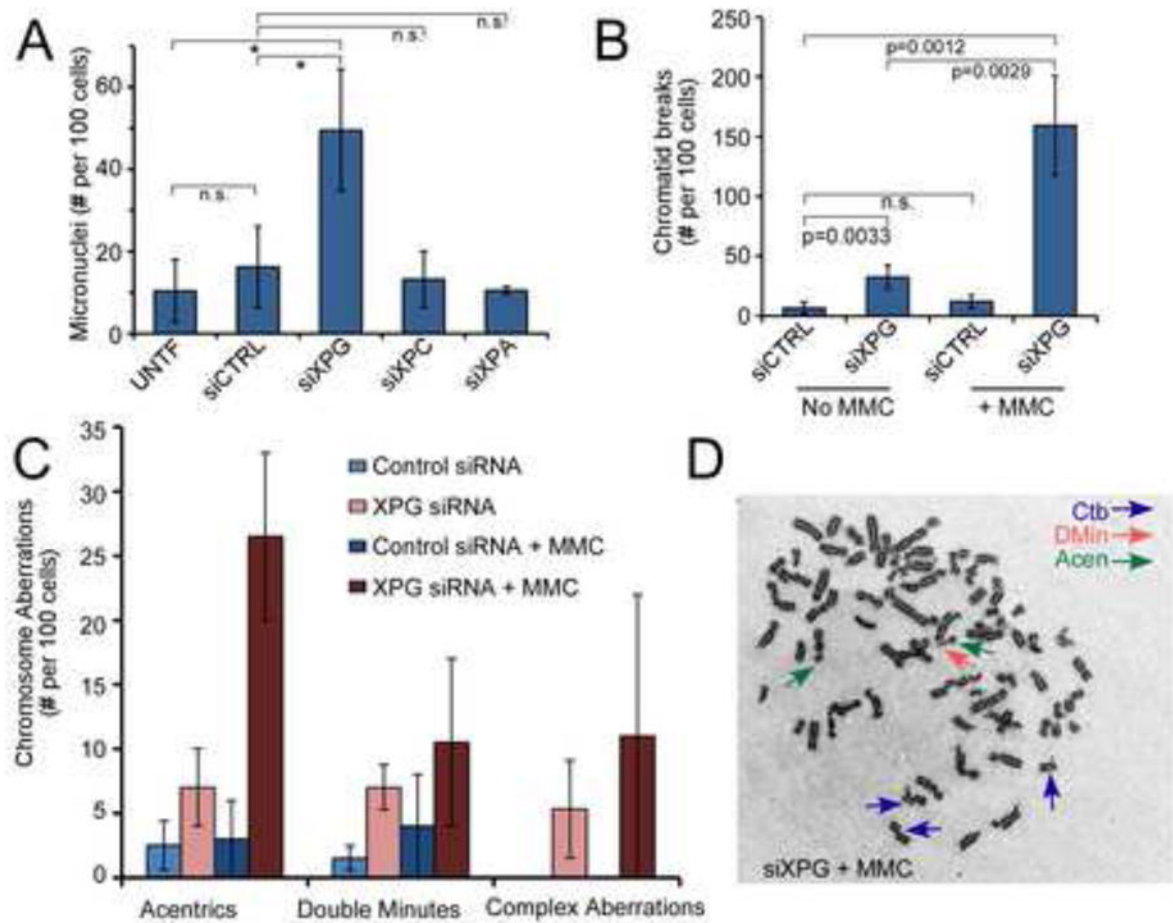 A
n.s.
n.s.
*
*
n.s.
Micronuclei (# per 100 cells)
60
40
20
0
UNTF
siCTRL
siXPG
siXPC
siXPA
B
p=0.0012
p=0.0029
n.s.
p=0.0033
Chromatid breaks
(# per 100 cells)
250
200
150
100
50
0
siCTRL
siXPG
siCTRL
siXPG
No MMC
+ MMC
C
Chromosome Aberrations
(# per 100 cells)
35
30
25
20
15
10
5
0
Control siRNA
XPG siRNA
Control siRNA + MMC
XPG siRNA + MMC
Acentrics
Double Minutes
Complex Aberrations
D
Ctb
DMin
Acen
siXPG + MMC